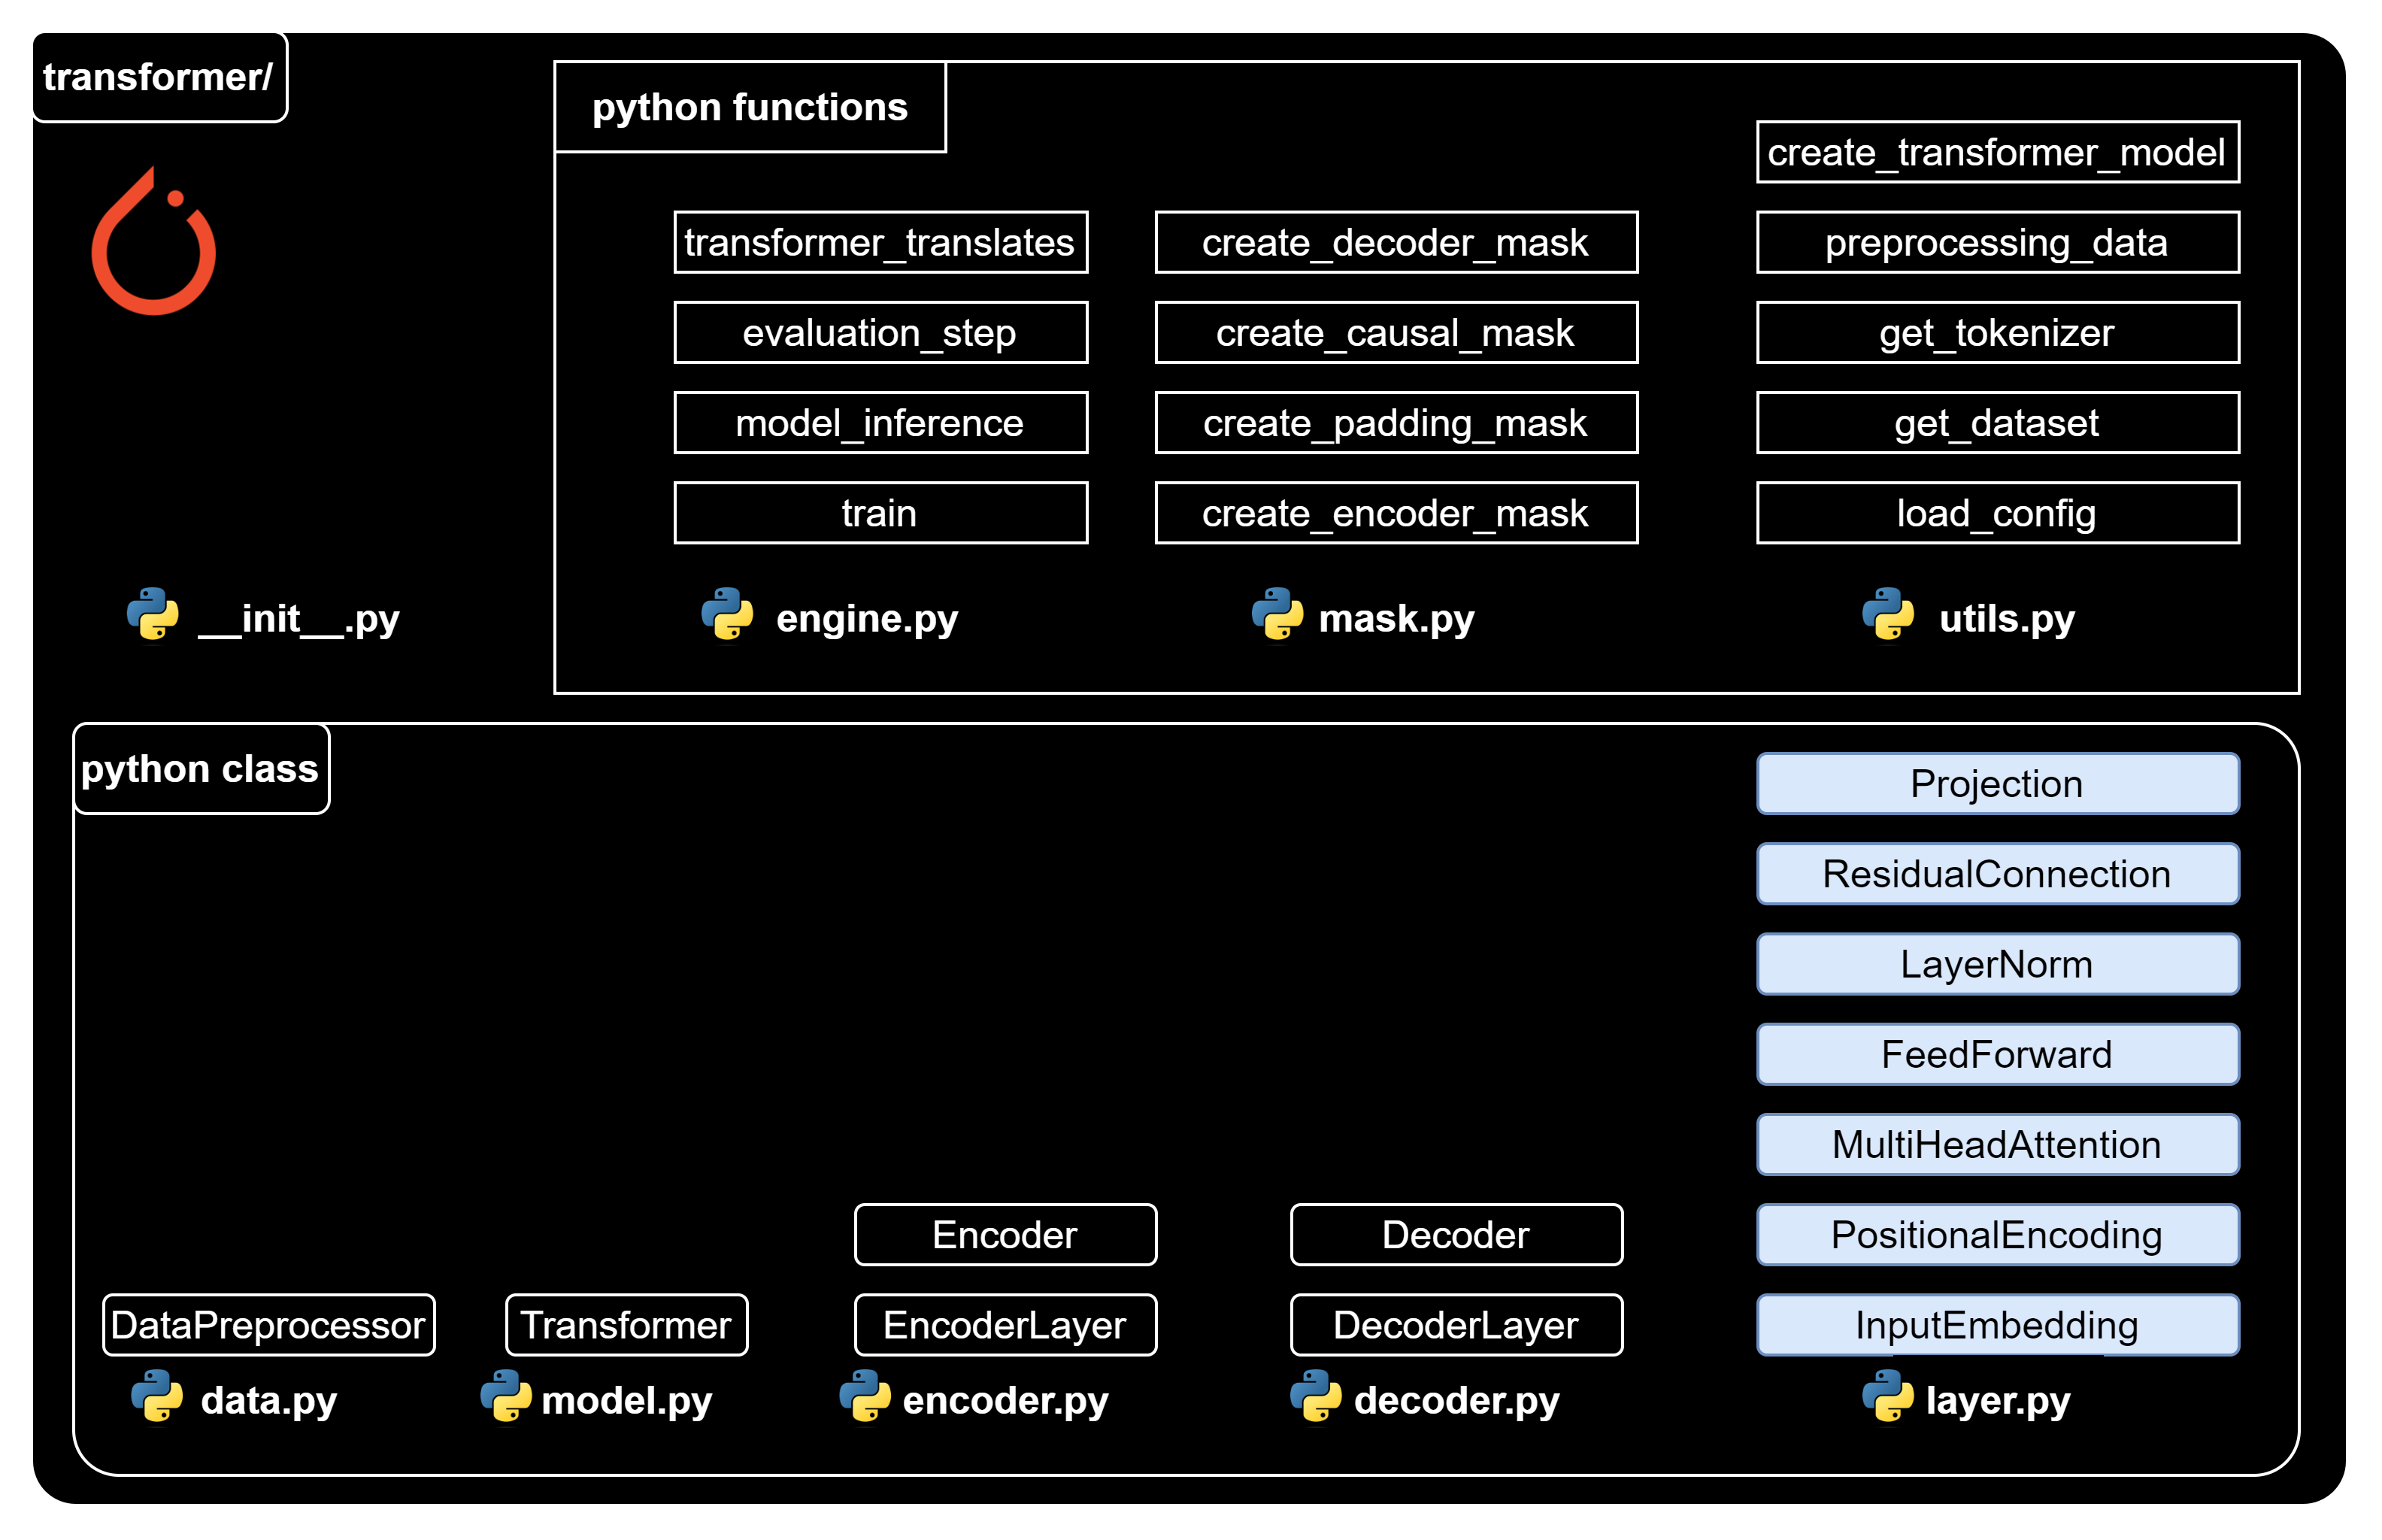 transformer/
python functions
create_transformer_model
transformer_translates
create_decoder_mask
preprocessing_data
evaluation_step
create_causal_mask
get_tokenizer
model_inference
create_padding_mask
get_dataset
train
create_encoder_mask
load_config
__init__.py
engine.py
mask.py
utils.py
python class
Projection
ResidualConnection
LayerNorm
FeedForward
MultiHeadAttention
Encoder
Decoder
PositionalEncoding
DataPreprocessor
Transformer
EncoderLayer
DecoderLayer
InputEmbedding
data.py
model.py
encoder.py
decoder.py
layer.py